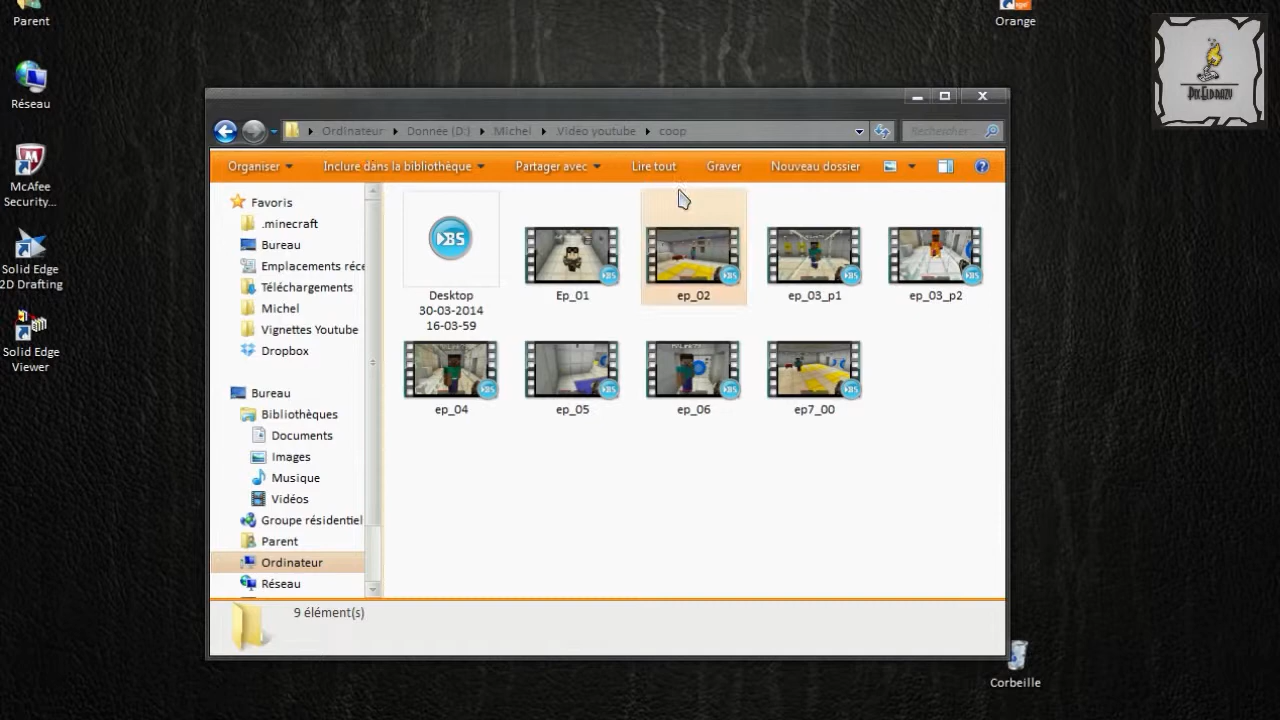 Parent
Orange
Réseau
PixEldrazy
McAfee
Security...
Solid Edge
2D Drafting
Solid Edge
Viewer
Ordinateur Donnee (D:) Michel Video youtube coop
Rechercher...
Organiser Inclure dans la bibliothèque Partager avec Lire tout Graver Nouveau dossier
Favoris
.minecraft
Bureau
Emplacements réce
Téléchargements
Michel
Vignettes Youtube
Dropbox
Bureau
Bibliothèques
Documents
Images
Musique
Vidéos
Groupe résidentiel
Parent
Ordinateur
Réseau
BS
Desktop
30-03-2014
16-03-59
Ep_01
ep_02
ep_03_p1
ep_03_p2
ep_04
ep_05
ep_06
ep7_00
9 élément(s)
Corbeille